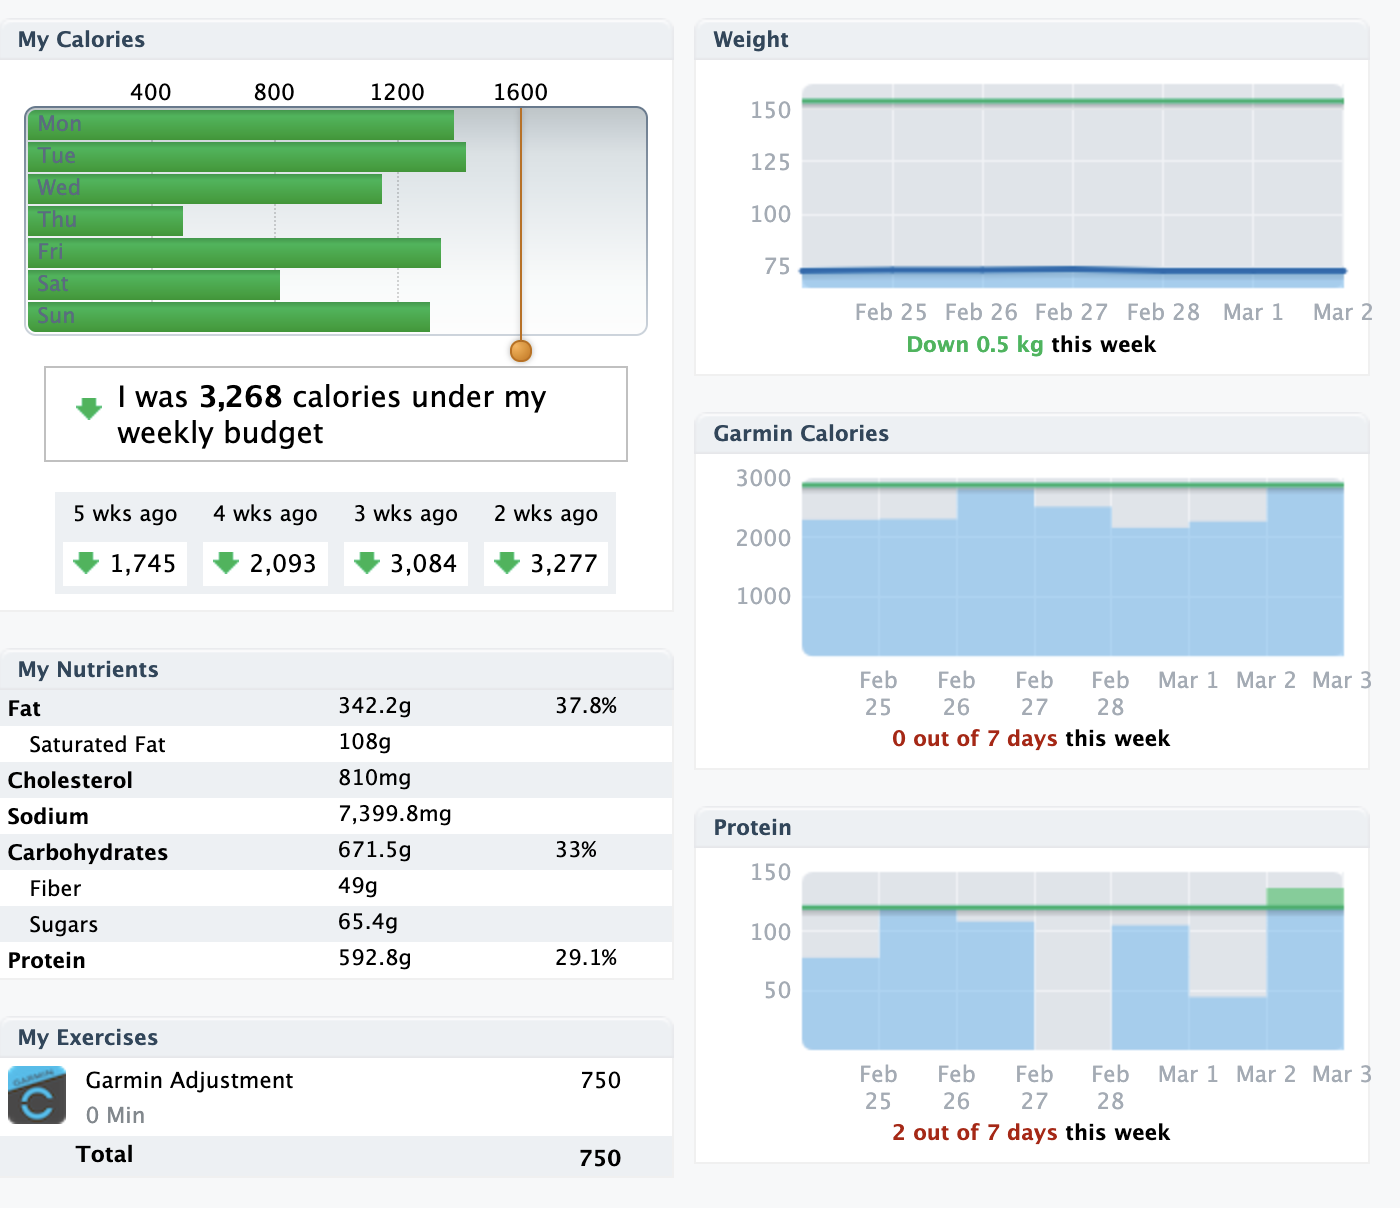 My Calories
400 800 1200 1600
Mon
Tue
Wed
Thu
Fri
Sat
Sun
I was 3,268 calories under my
weekly budget
5 wks ago 4 wks ago 3 wks ago 2 wks ago
1,745 2,093 3,084 3,277
My Nutrients
Fat 342.2g 37.8%
Saturated Fat 108g
Cholesterol 810mg
Sodium 7,399.8mg
Carbohydrates 671.5g 33%
Fiber 49g
Sugars 65.4g
Protein 592.8g 29.1%
My Exercises
GARMIN
Garmin Adjustment 750
0 Min
Total 750
Weight
150
125
100
75
Feb 25 Feb 26 Feb 27 Feb 28 Mar 1 Mar 2
Down 0.5 kg this week
Garmin Calories
3000
2000
1000
Feb Feb Feb Feb Mar 1 Mar 2 Mar 3
25 26 27 28
0 out of 7 days this week
Protein
150
100
50
Feb Feb Feb Feb Mar 1 Mar 2 Mar 3
25 26 27 28
2 out of 7 days this week